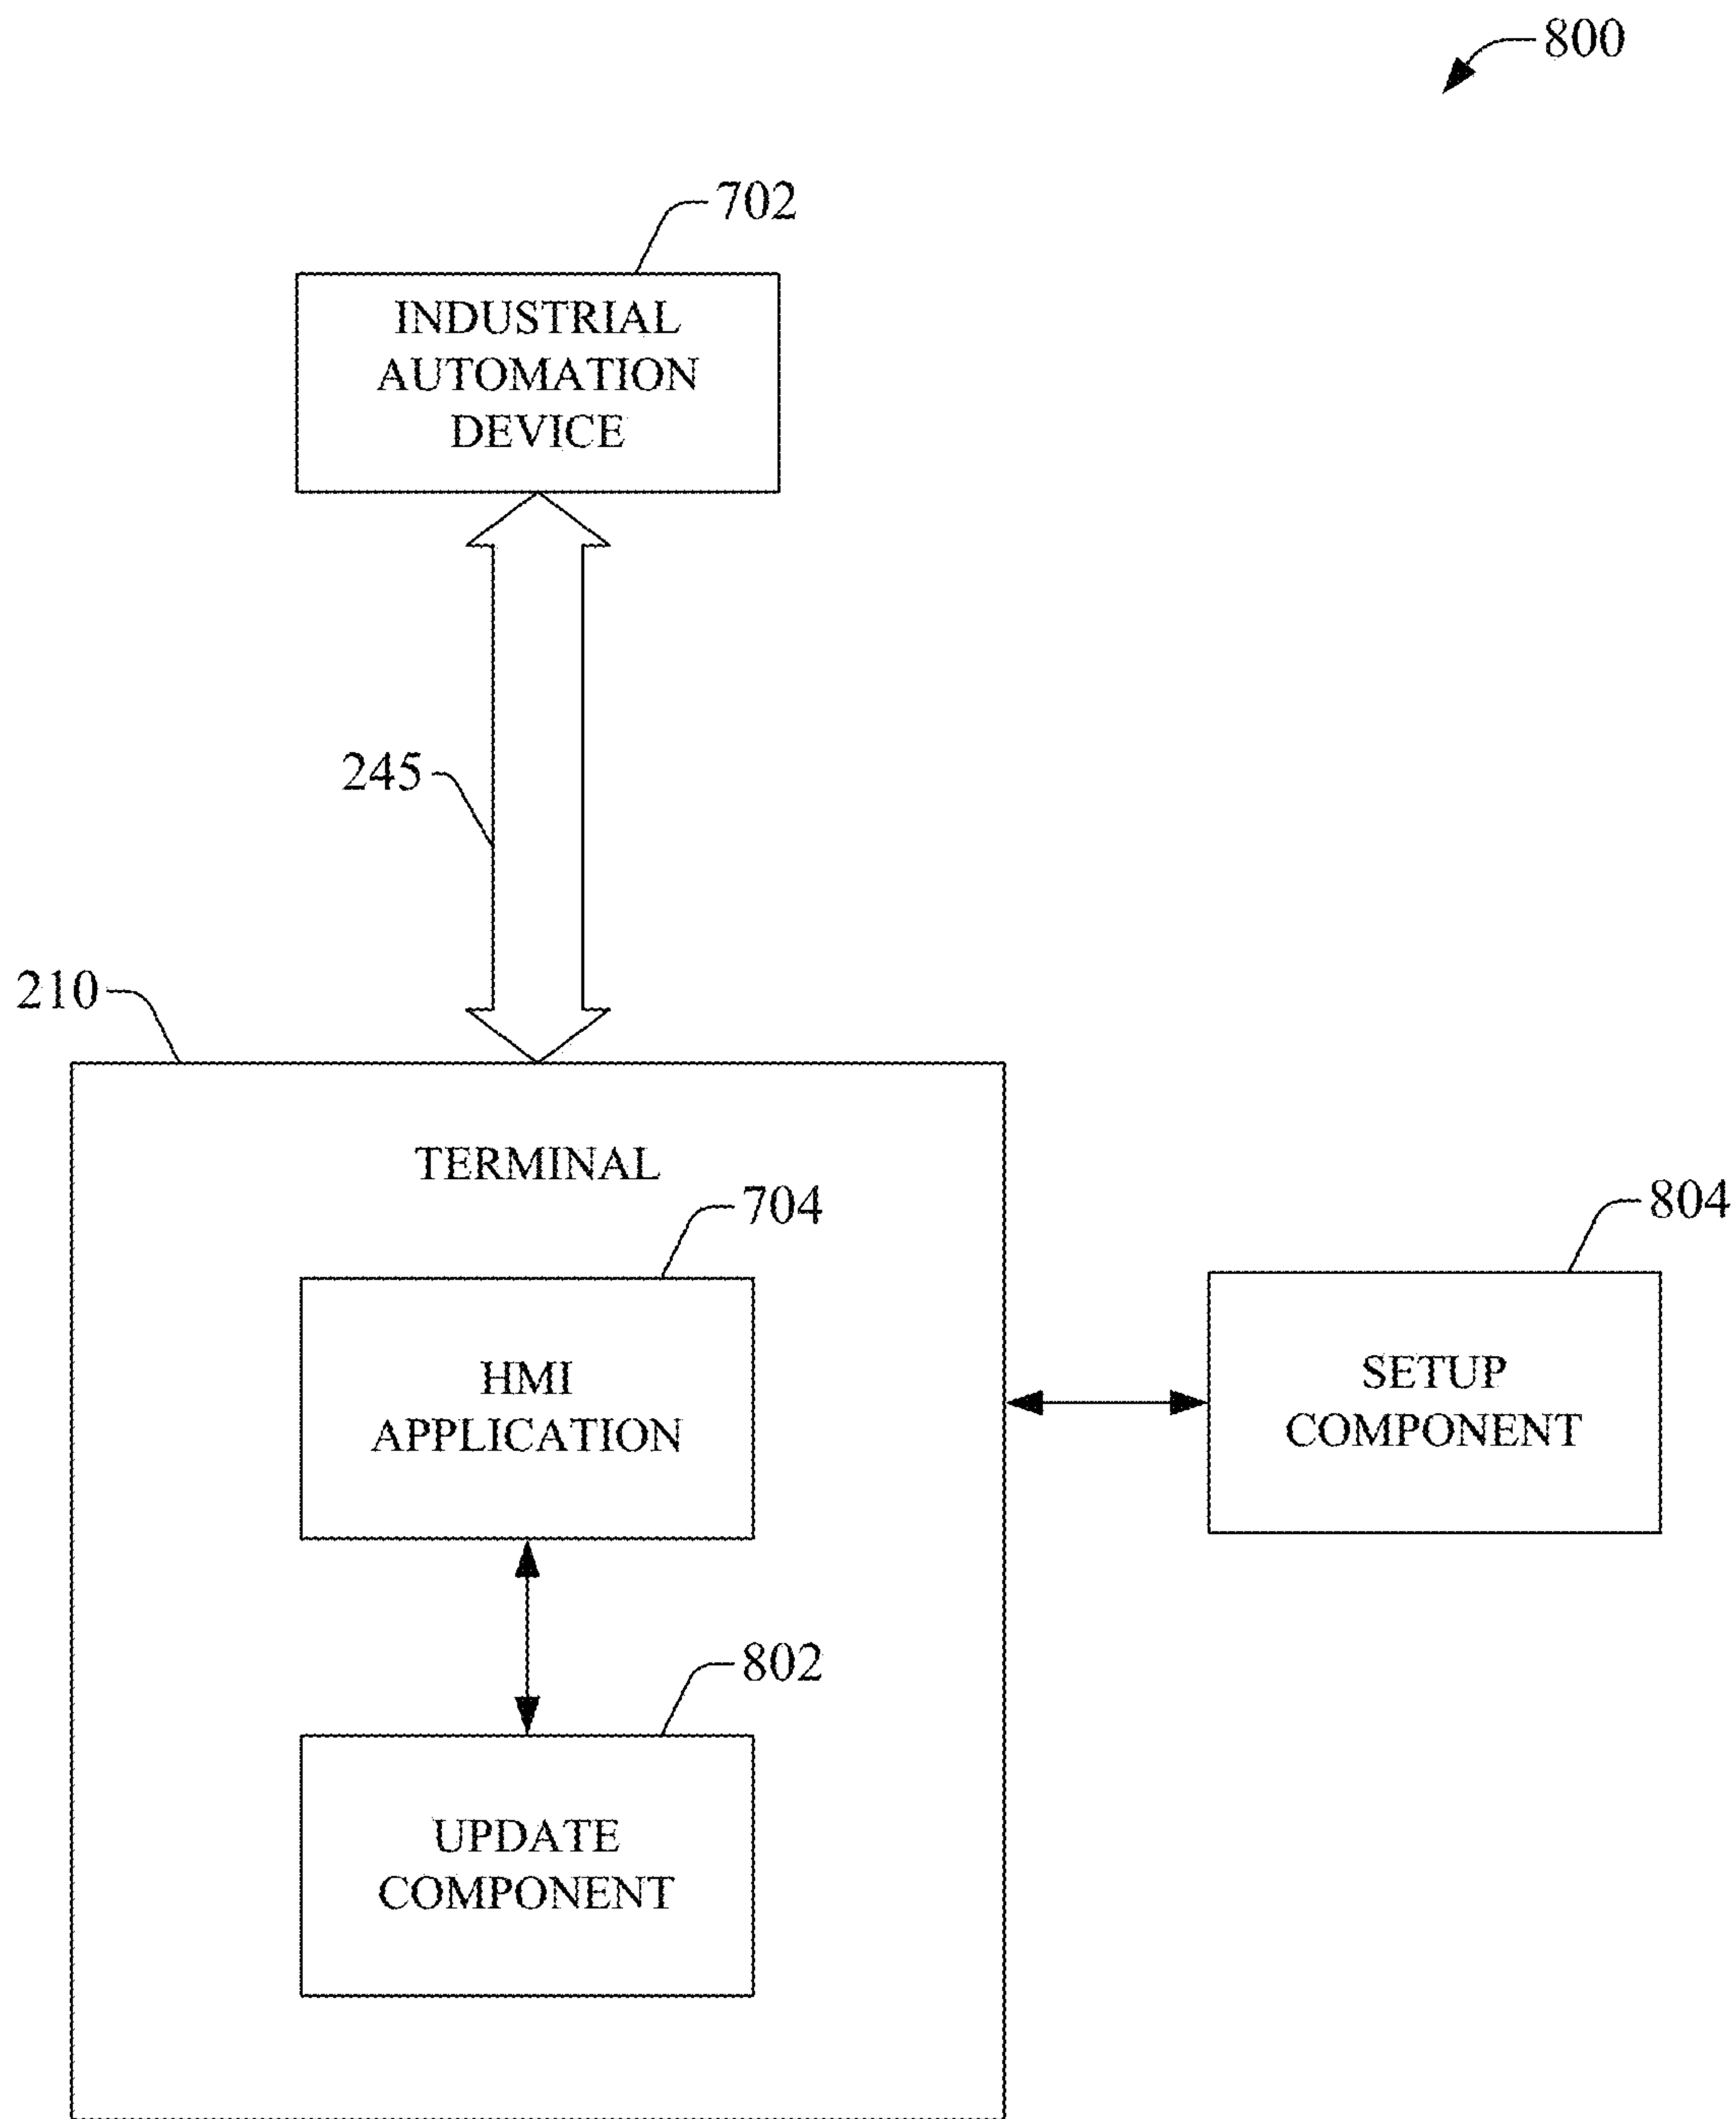 800
702
INDUSTRIAL
AUTOMATION
DEVICE
245
210
TERMINAL
704
804
HMI
APPLICATION
SETUP
COMPONENT
802
UPDATE
COMPONENT